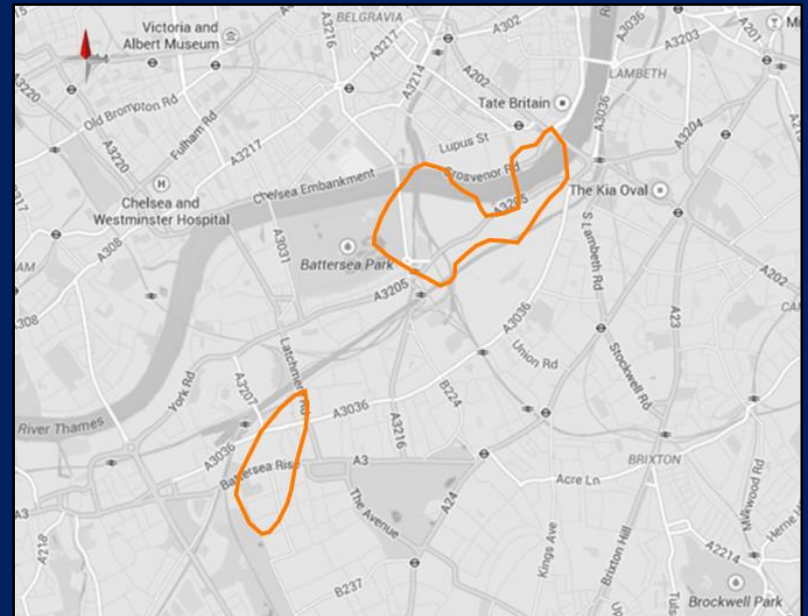 A3220
Victoria and
Albert Museum
BELGRAVIA
A3216
A3217
A302
A3036
A3203
A201
LAMBETH
A3214
A202
Old Brompton Rd
Fulham Rd
A3217
A3220
Tate Britain
A3036
A3204
Lupus St
Grosvenor Rd
Chelsea Embankment
Chelsea and
Westminster Hospital
A3205
The Kia Oval
A308
A3031
S Lambeth Rd
Battersea Park
A3205
A202
A3036
A23
Union Rd
Stockwell Rd
York Rd
A3207
Latchmere Rd
B224
A3036
A3216
River Thames
A3036
Battersea Rise
A3
BRIXTON
Acre Ln
A3
The Avenue
A24
A218
Kings Ave
Brixton Hill
A2214
B237
Brockwell Park